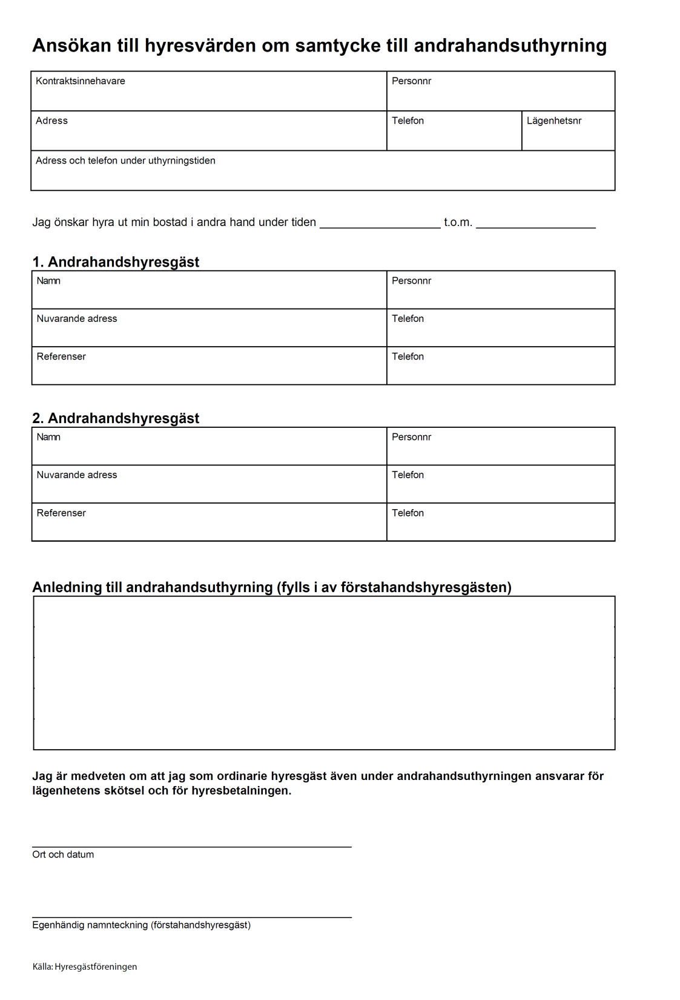 Ansökan till hyresvärden om samtycke till andrahandsuthyrning
Kontraktsinnehavare
Personnr
Adress
Telefon
Lägenhetsnr
Adress och telefon under uthyrningstiden
Jag önskar hyra ut min bostad i andra hand under tiden __________________ t.o.m. __________________
1. Andrahandshyresgäst
Namn
Personnr
Nuvarande adress
Telefon
Referenser
Telefon
2. Andrahandshyresgäst
Namn
Personnr
Nuvarande adress
Telefon
Referenser
Telefon
Anledning till andrahandsuthyrning (fylls i av förstahandshyresgästen)
Jag är medveten om att jag som ordinarie hyresgäst även under andrahandsuthyrningen ansvarar för
lägenhetens skötsel och för hyresbetalningen.
Ort och datum
Egenhändig namnteckning (förstahandshyresgäst)
Källa: Hyresgästföreningen